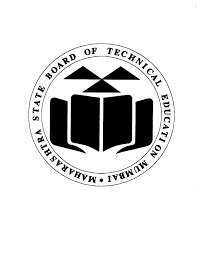 MAHARASHTRA STATE BOARD OF TECHNICAL EDUCATION MUMBAI *